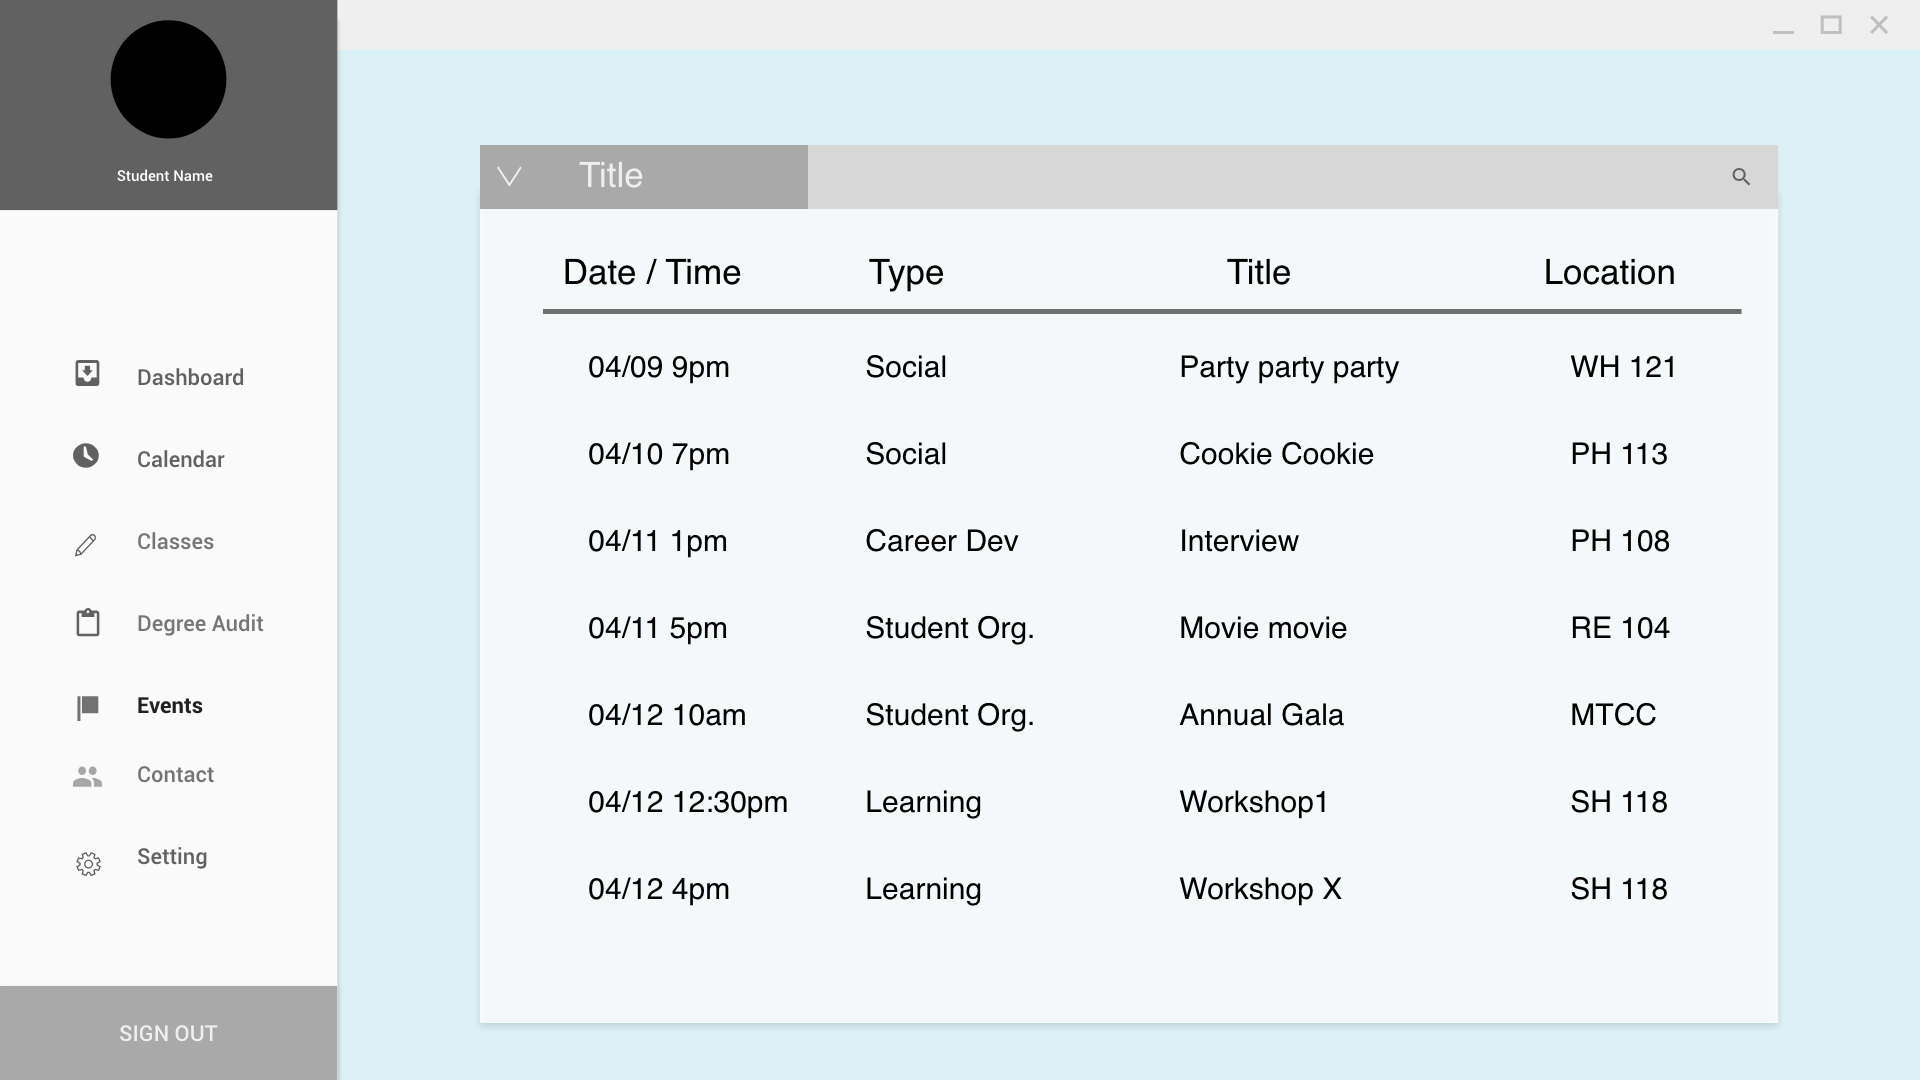 Student Name
Dashboard
Calendar
Classes
Degree Audit
Events
Contact
Setting
SIGN OUT
Title
Date / Time Type Title Location
04/09 9pm Social Party party party WH 121
04/10 7pm Social Cookie Cookie PH 113
04/11 1pm Career Dev Interview PH 108
04/11 5pm Student Org. Movie movie RE 104
04/12 10am Student Org. Annual Gala MTCC
04/12 12:30pm Learning Workshop1 SH 118
04/12 4pm Learning Workshop X SH 118